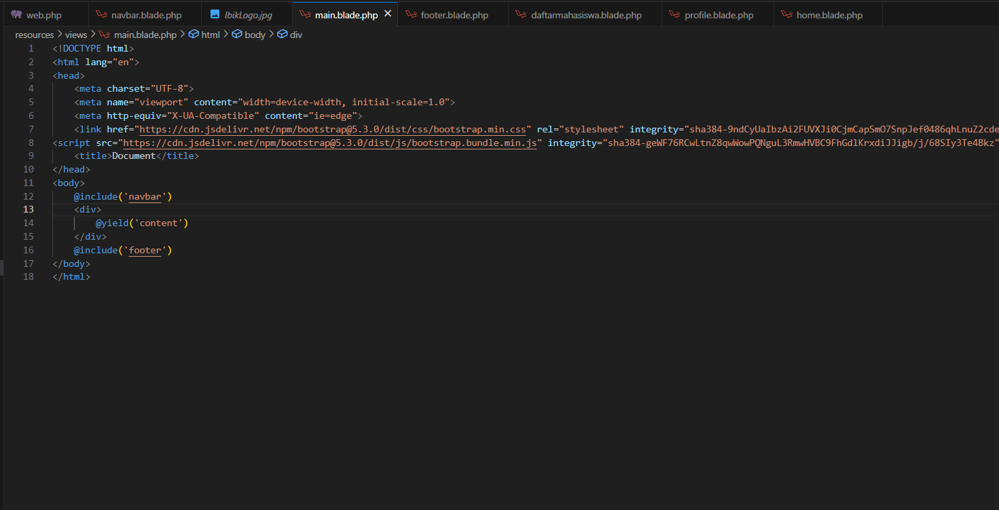 web.php navbar.blade.php IbikLogo.jpg main.blade.php footer.blade.php daftarmahasiswa.blade.php profile.blade.php home.blade.php
resources > views > main.blade.php > html > body > div
1 <!DOCTYPE html>
2 <html lang="en">
3 <head>
4 <meta charset="UTF-8">
5 <meta name="viewport" content="width=device-width, initial-scale=1.0">
6 <meta http-equiv="X-UA-Compatible" content="ie=edge">
7 <link href="https://cdn.jsdelivr.net/npm/bootstrap@5.3.0/dist/css/bootstrap.min.css" rel="stylesheet" integrity="sha384-9ndCyUaIbzAi2FUVXJi0CjmCapSmO7SnpJef0486qhLnuZ2cde
8 <script src="https://cdn.jsdelivr.net/npm/bootstrap@5.3.0/dist/js/bootstrap.bundle.min.js" integrity="sha384-geWF76RCwLtnZ8qwWowPQNguL3RmwHVBC9FhGdlKrxdiJJigb/j/68SIy3Te4Bkz"
9 <title>Document</title>
10 </head>
11 <body>
12 @include('navbar')
13 <div>
14 @yield('content')
15 </div>
16 @include('footer')
17 </body>
18 </html>